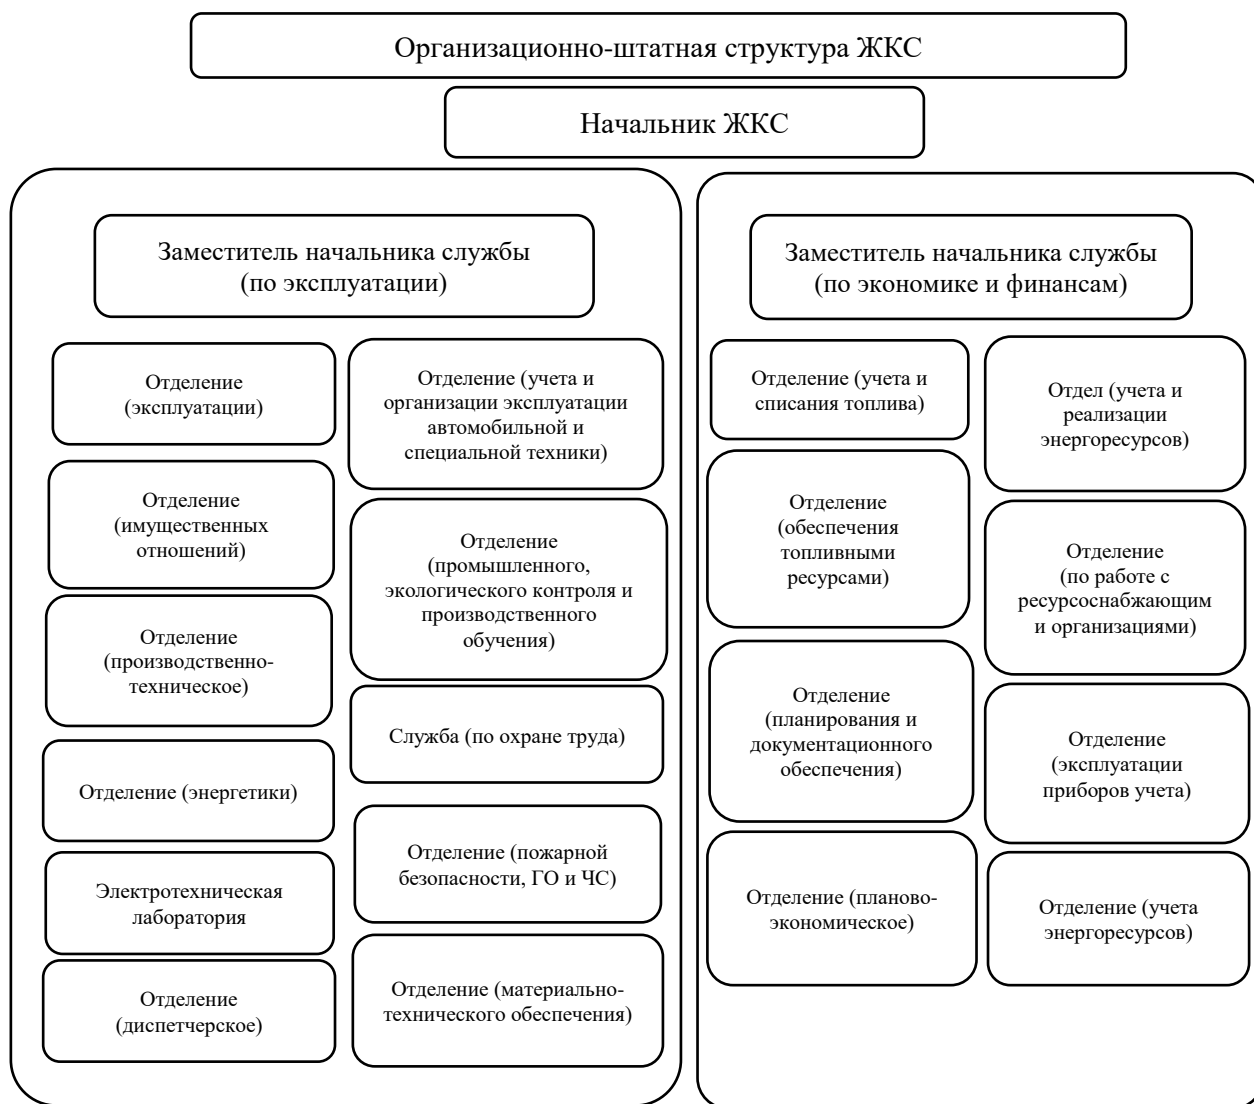 Организационно-штатная структура ЖКС
Начальник ЖКС
Заместитель начальника службы
(по эксплуатации)
Отделение
(эксплуатации)
Отделение
(имущественных
отношений)
Отделение
(производственно-
техническое)
Отделение (энергетики)
Электротехническая
лаборатория
Отделение
(диспетчерское)
Отделение (учета и
организации эксплуатации
автомобильной и
специальной техники)
Отделение
(промышленного,
экологического контроля и
производственного
обучения)
Служба (по охране труда)
Отделение (пожарной
безопасности, ГО и ЧС)
Отделение (материально-
технического обеспечения)
Заместитель начальника службы
(по экономике и финансам)
Отделение (учета и
списания топлива)
Отделение
(обеспечения
топливными
ресурсами)
Отделение
(планирования и
документационного
обеспечения)
Отделение (планово-
экономическое)
Отдел (учета и
реализации
энергоресурсов)
Отделение
(по работе с
ресурсоснабжающим
и организациями)
Отделение
(эксплуатации
приборов учета)
Отделение (учета
энергоресурсов)